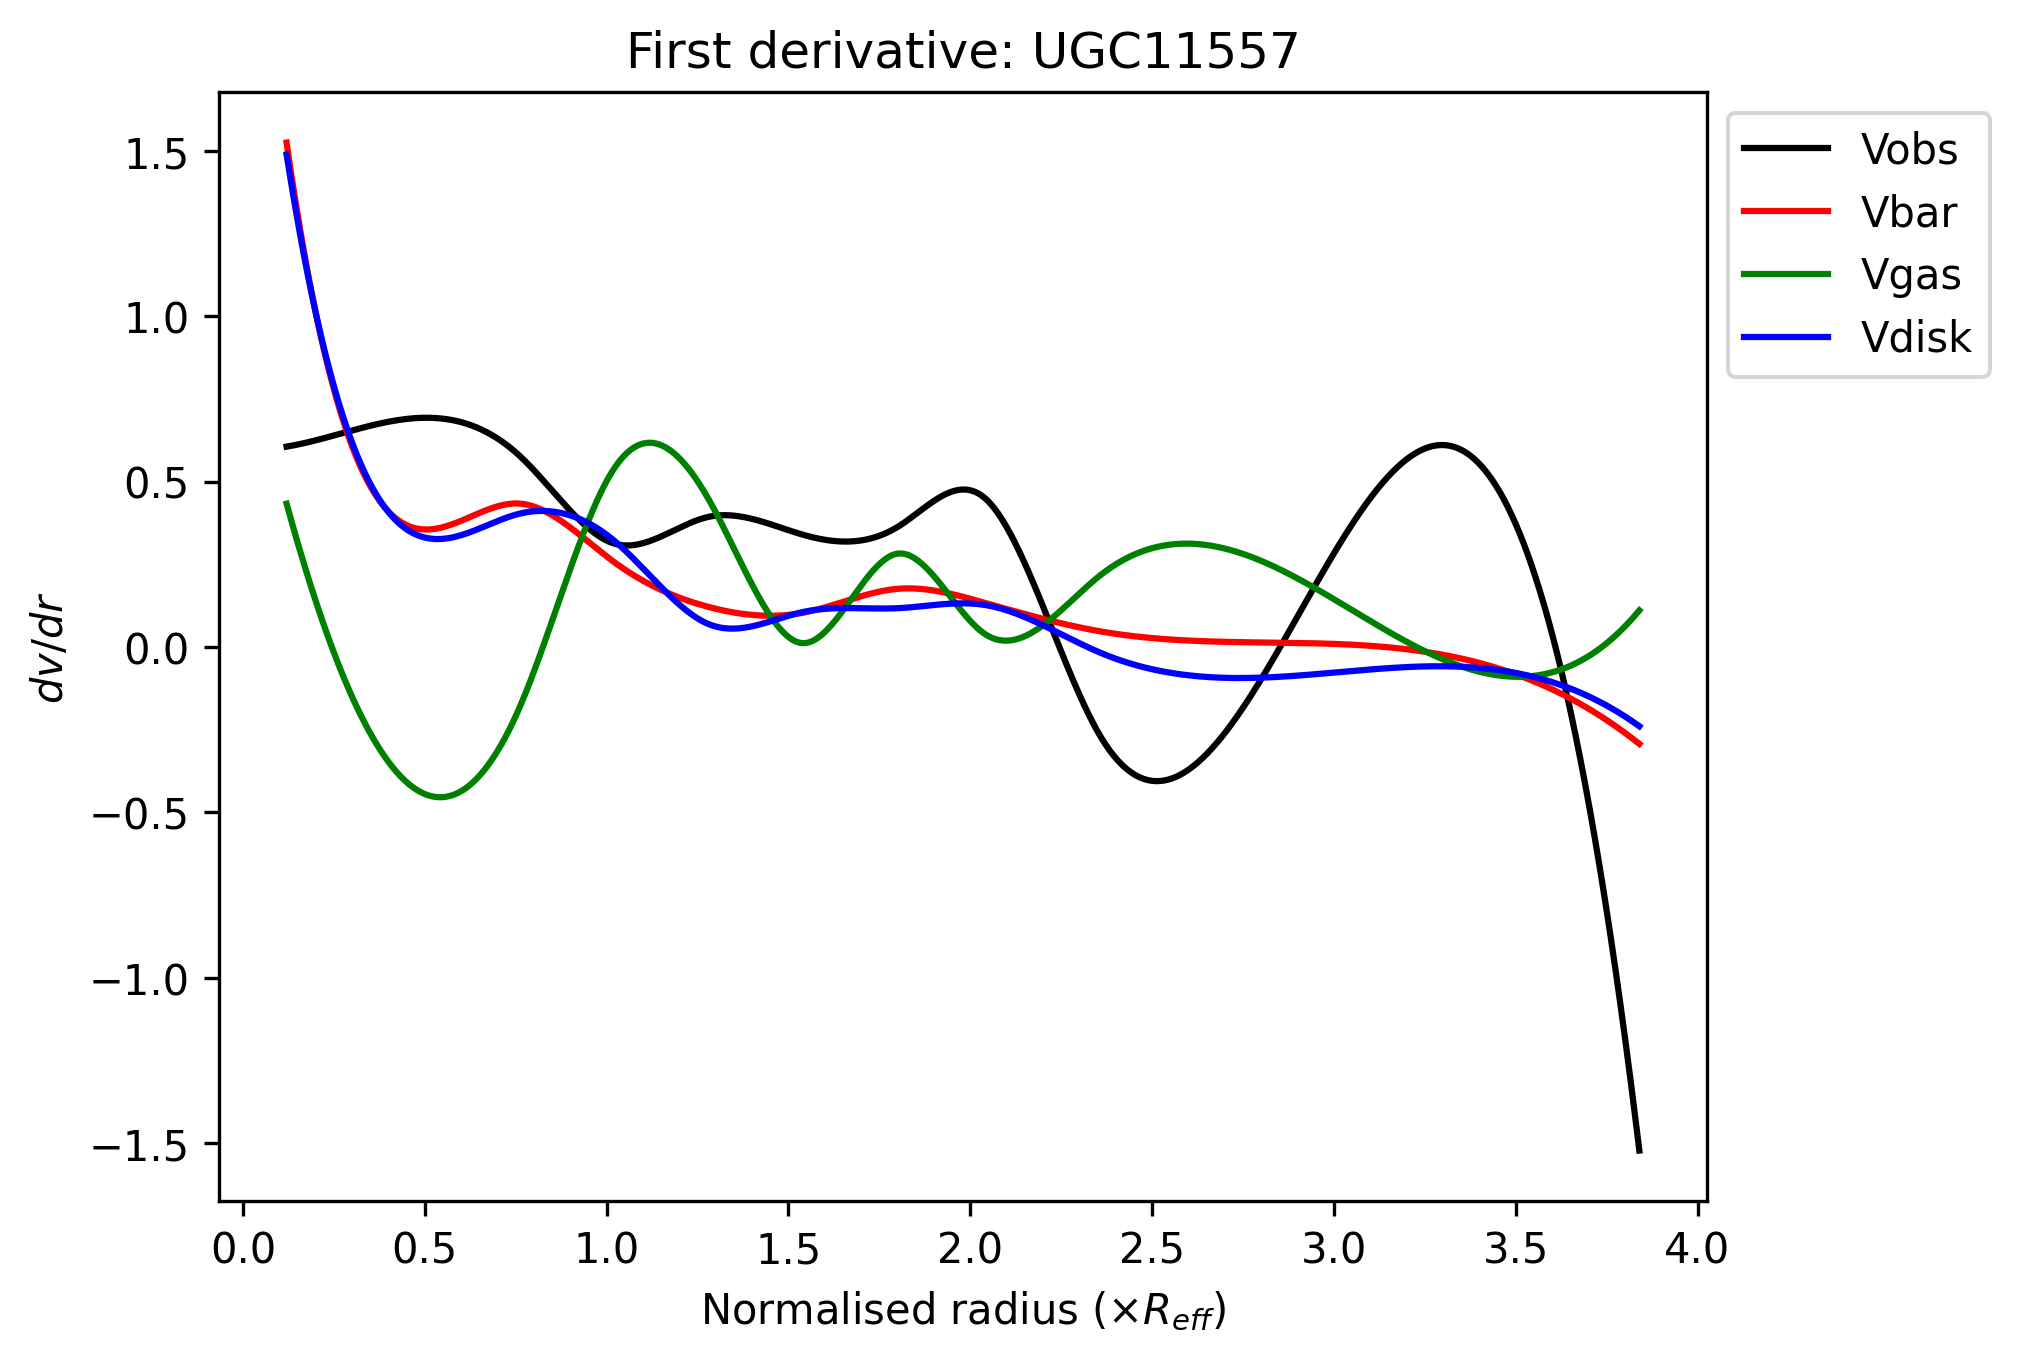 First derivative: UGC11557
Vobs
Vbar
Vgas
Vdisk
1.5
1.0
0.5
0.0
−0.5
−1.0
−1.5
dv/dr
0.0 0.5 1.0 1.5 2.0 2.5 3.0 3.5 4.0
Normalised radius (×R_eff)